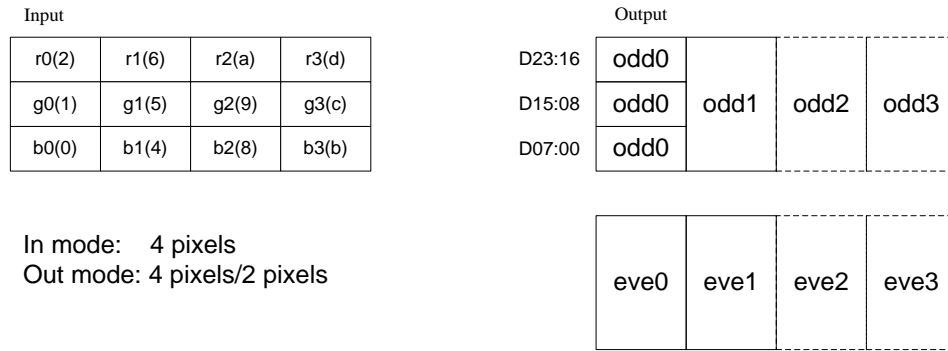 Input
r0(2) r1(6) r2(a) r3(d)
g0(1) g1(5) g2(9) g3(c)
b0(0) b1(4) b2(8) b3(b)
In mode: 4 pixels
Out mode: 4 pixels/2 pixels
Output
D23:16 odd0
D15:08 odd0 odd1 odd2 odd3
D07:00 odd0
eve0 eve1 eve2 eve3